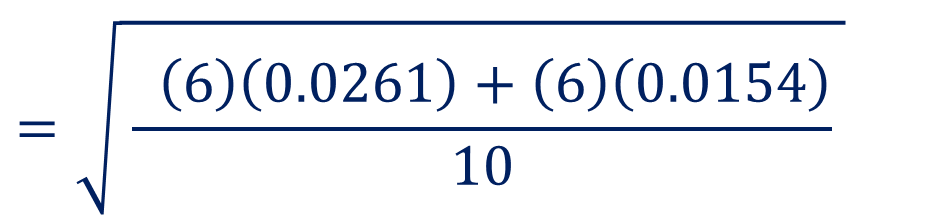 = √
(6)(0.0261) + (6)(0.0154)
10